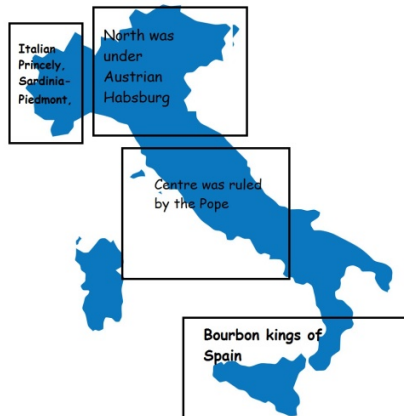 Italian
Princely,
Sardinia-
Piedmont,
North was
under
Austrian
Habsburg
Centre was ruled
by the Pope
Bourbon kings of
Spain